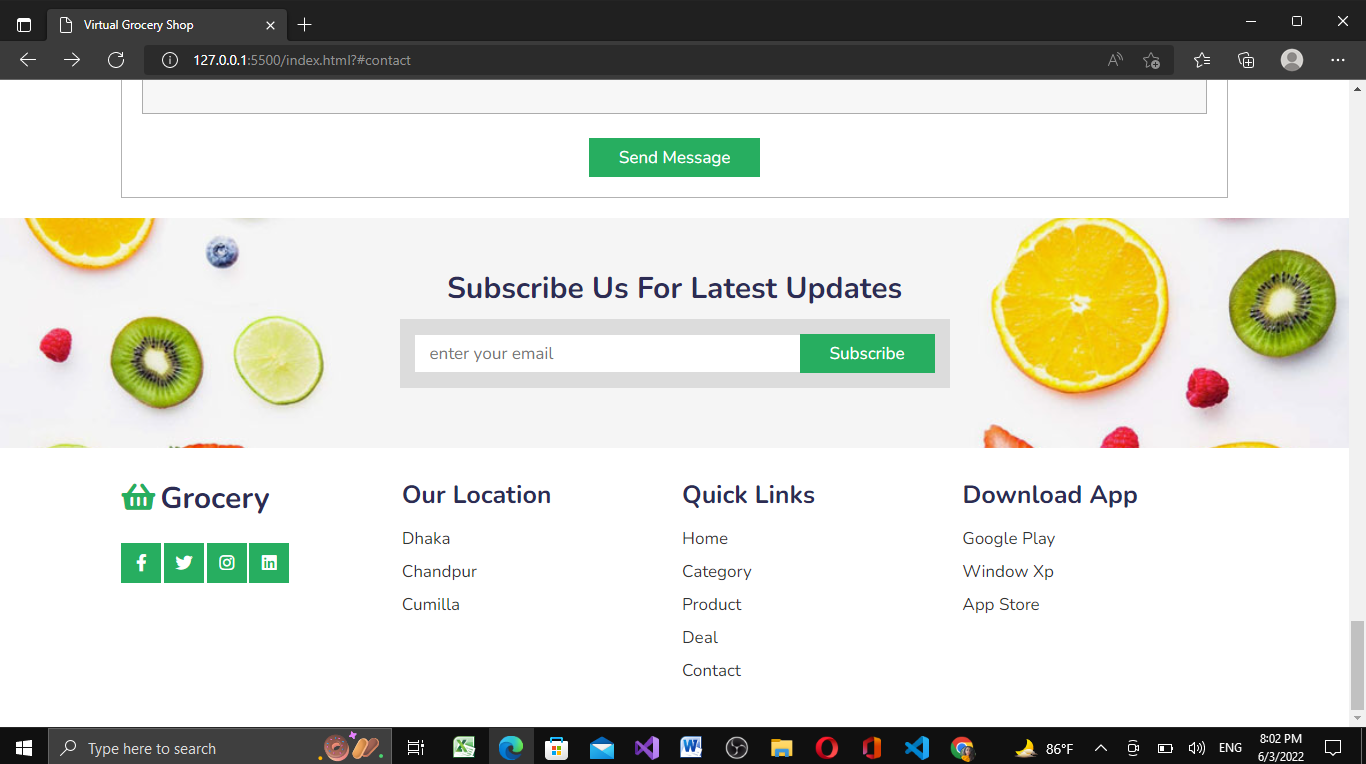 Virtual Grocery Shop
127.0.0.1:5500/index.html?#contact
Send Message
Subscribe Us For Latest Updates
enter your email
Subscribe
Grocery
Our Location
Dhaka
Chandpur
Cumilla
Quick Links
Home
Category
Product
Deal
Contact
Download App
Google Play
Window Xp
App Store
Type here to search
86°F
ENG
8:02 PM
6/3/2022